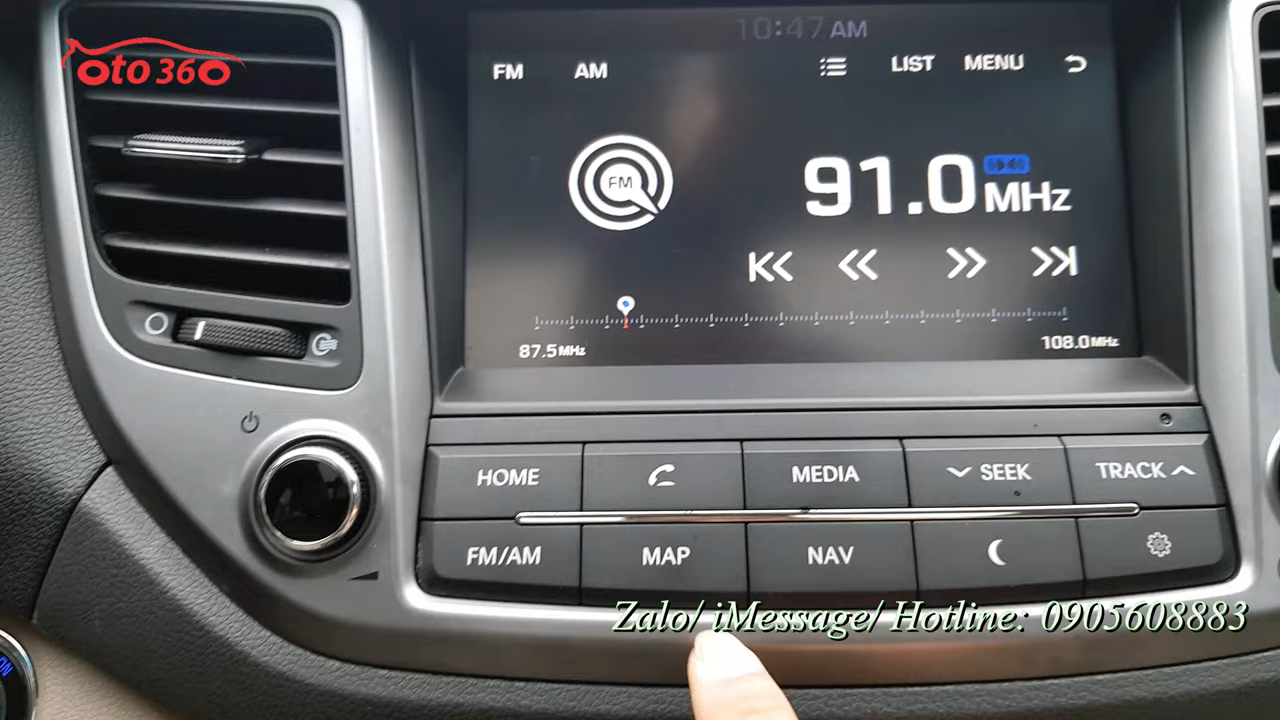 10:47 AM
OTO 360
FM AM LIST MENU
FM
91.0 MHz
87.5 MHz 108.0 MHz
HOME MEDIA SEEK TRACK
FM/AM MAP NAV
Zalo/ iMessage/ Hotline: 0905608883
ON